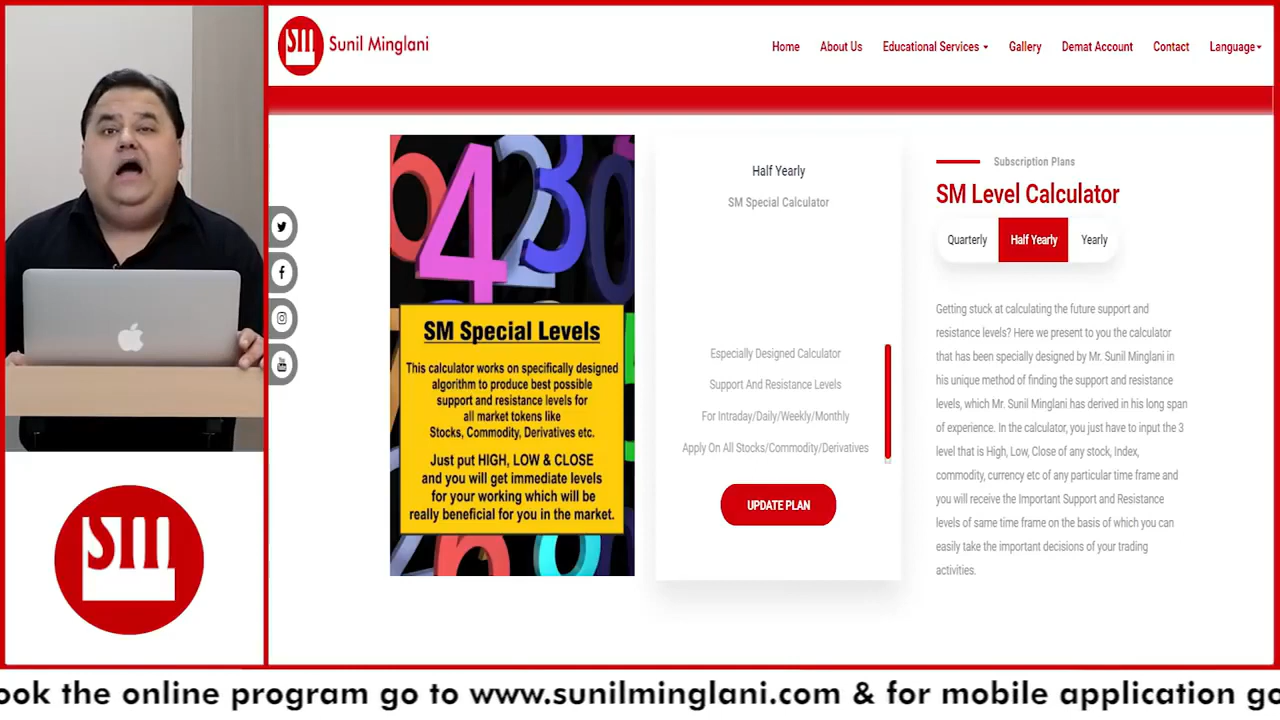 SM Sunil Minglani
Home About Us Educational Services Gallery Demat Account Contact Language
SM Special Levels
This calculator works on specifically designed
algorithm to produce best possible
support and resistance levels for
all market tokens like
Stocks, Commodity, Derivatives etc.
Just put HIGH, LOW & CLOSE
and you will get immediate levels
for your working which will be
really beneficial for you in the market.
Half Yearly
SM Special Calculator
Especially Designed Calculator
Support And Resistance Levels
For Intraday/Daily/Weekly/Monthly
Apply On All Stocks/Commodity/Derivatives
UPDATE PLAN
Subscription Plans
SM Level Calculator
Quarterly Half Yearly Yearly
Getting stuck at calculating the future support and
resistance levels? Here we present to you the calculator
that has been specially designed by Mr. Sunil Minglani in
his unique method of finding the support and resistance
levels, which Mr. Sunil Minglani has derived in his long span
of experience. In the calculator, you just have to input the 3
level that is High, Low, Close of any stock, Index,
commodity, currency etc of any particular time frame and
you will receive the Important Support and Resistance
levels of same time frame on the basis of which you can
easily take the important decisions of your trading
activities.
SM
ook the online program go to www.sunilminglani.com & for mobile application go